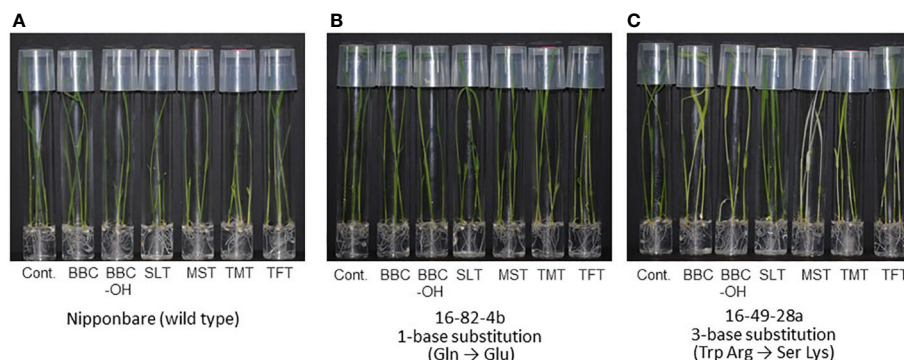 A
B
C
Cont. BBC BBC SLT MST TMT TFT
-OH
Nipponbare (wild type)
Cont. BBC BBC SLT MST TMT TFT
-OH
16-82-4b
1-base substitution
(Gln → Glu)
Cont. BBC BBC SLT MST TMT TFT
-OH
16-49-28a
3-base substitution
(Trp Arg → Ser Lys)